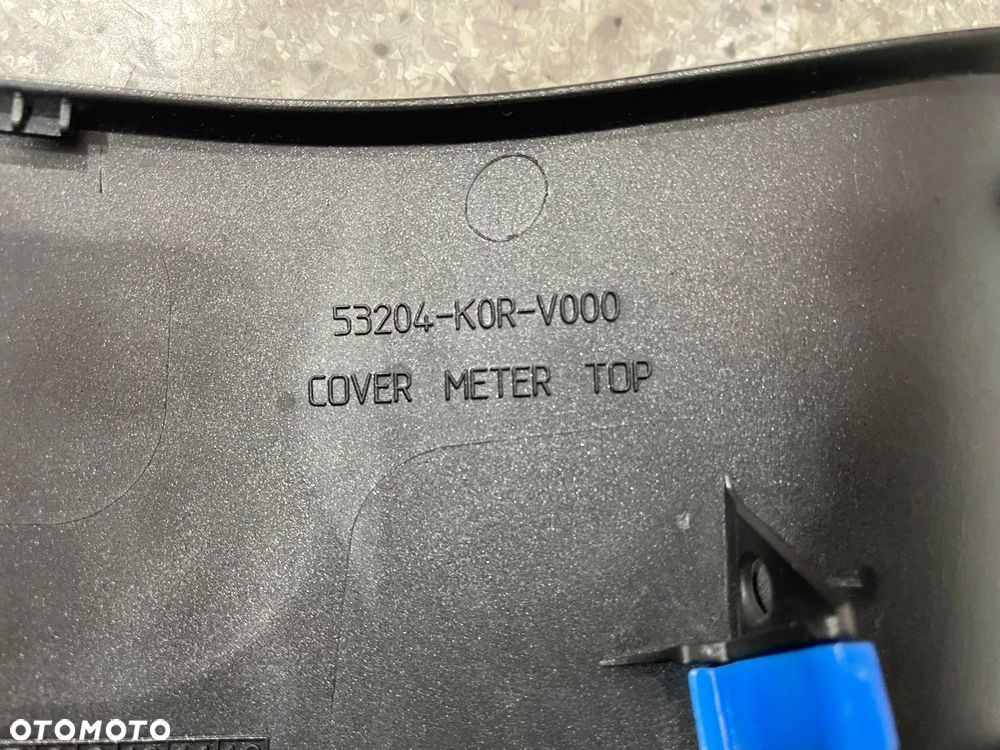 53204-K0R-V000
COVER METER TOP
OTOMOTO